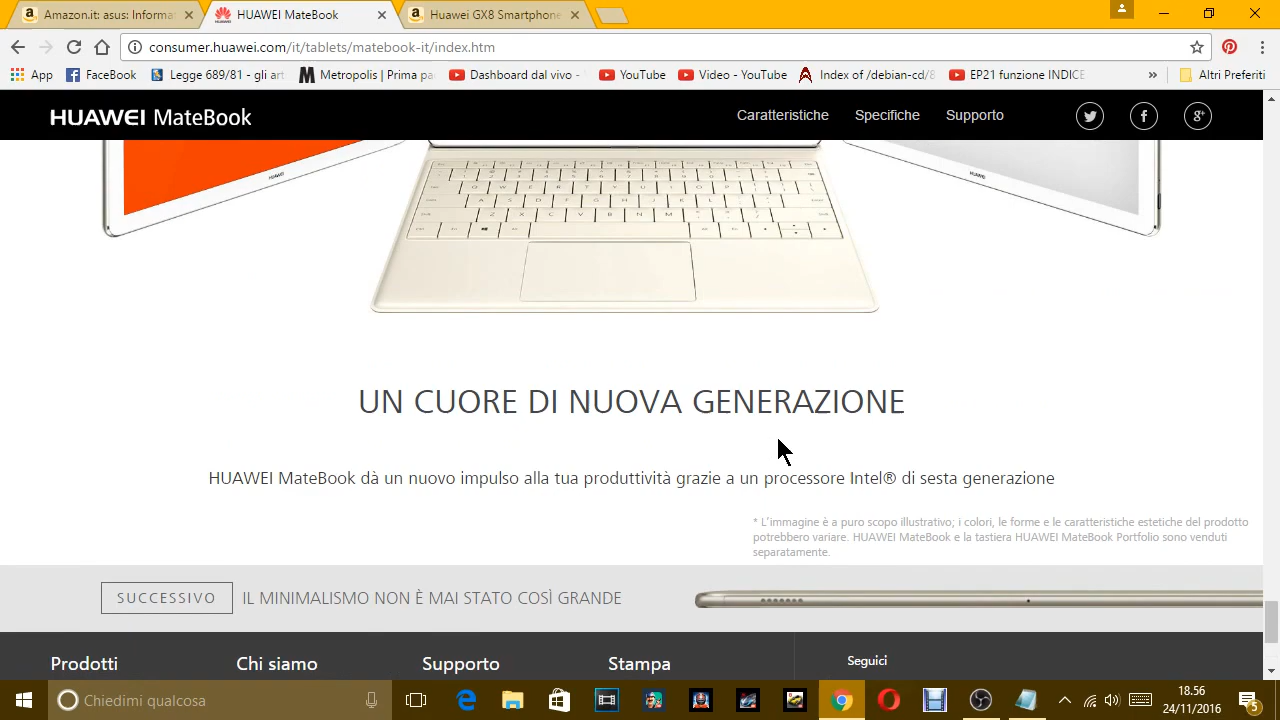 Amazon.it: asus: Informat
HUAWEI MateBook
Huawei GX8 Smartphone
consumer.huawei.com/it/tablets/matebook-it/index.htm
App
FaceBook
Legge 689/81 - gli art
Metropolis | Prima pa
Dashboard dal vivo -
YouTube
Video - YouTube
Index of /debian-cd/8
EP21 funzione INDICE
»
Altri Preferiti
HUAWEI MateBook
Caratteristiche
Specifiche
Supporto
HUAWEI
HUAWEI
UN CUORE DI NUOVA GENERAZIONE
HUAWEI MateBook dà un nuovo impulso alla tua produttività grazie a un processore Intel® di sesta generazione
* L'immagine è a puro scopo illustrativo; i colori, le forme e le caratteristiche estetiche del prodotto
potrebbero variare. HUAWEI MateBook e la tastiera HUAWEI MateBook Portfolio sono venduti
separatamente.
SUCCESSIVO
IL MINIMALISMO NON È MAI STATO COSÌ GRANDE
Prodotti
Chi siamo
Supporto
Stampa
Seguici
Chiedimi qualcosa
18.56
24/11/2016
5